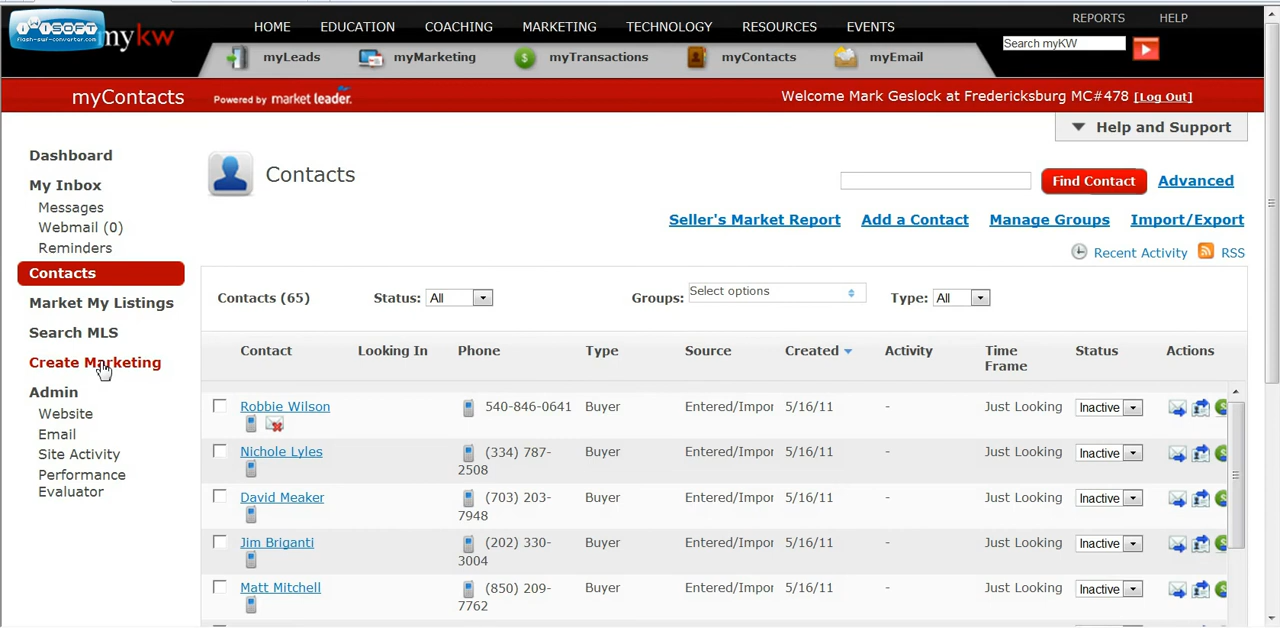 HOME EDUCATION COACHING MARKETING TECHNOLOGY RESOURCES EVENTS REPORTS HELP
iWiSOFT
flash-swf-converter.com
mykw
myLeads myMarketing myTransactions myContacts myEmail
Search myKW
myContacts Powered by market leader. Welcome Mark Geslock at Fredericksburg MC#478 [Log Out]
Help and Support
Dashboard
My Inbox
Messages
Webmail (0)
Reminders
Contacts
Market My Listings
Search MLS
Create Marketing
Admin
Website
Email
Site Activity
Performance
Evaluator
Contacts
Find Contact Advanced
Seller's Market Report Add a Contact Manage Groups Import/Export
Recent Activity RSS
Contacts (65) Status: All Groups: Select options Type: All
Contact Looking In Phone Type Source Created Activity Time Frame Status Actions
Robbie Wilson 540-846-0641 Buyer Entered/Impor 5/16/11 - Just Looking Inactive
Nichole Lyles (334) 787-
2508 Buyer Entered/Impor 5/16/11 - Just Looking Inactive
David Meaker (703) 203-
7948 Buyer Entered/Impor 5/16/11 - Just Looking Inactive
Jim Briganti (202) 330-
3004 Buyer Entered/Impor 5/16/11 - Just Looking Inactive
Matt Mitchell (850) 209-
7762 Buyer Entered/Impor 5/16/11 - Just Looking Inactive